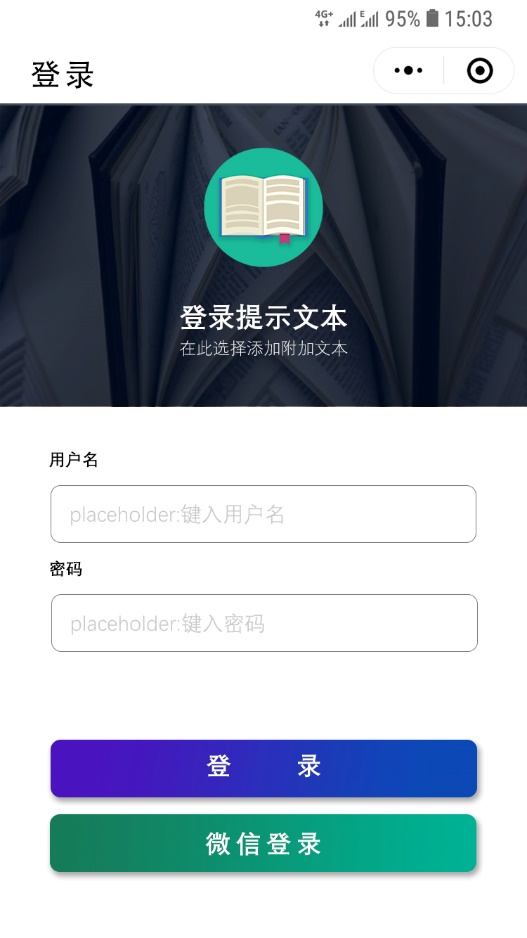 4G+ E 95% 15:03
登录
登录提示文本
在此选择添加附加文本
用户名
placeholder:键入用户名
密码
placeholder:键入密码
登 录
微信登录